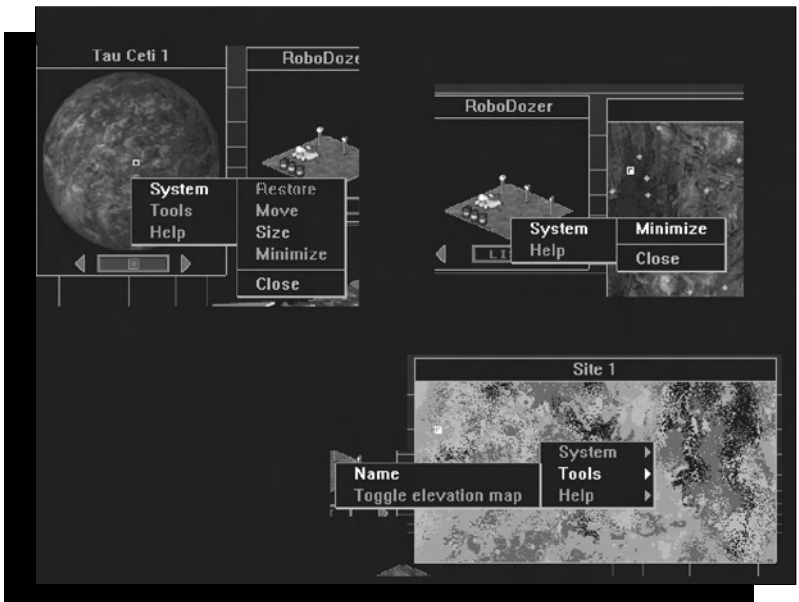 Tau Ceti 1
RoboDoze
System
Tools
Help
Restore
Move
Size
Minimize
Close
RoboDozer
System
Help
Minimize
Close
LI
Site 1
System
Tools
Help
Name
Toggle elevation map